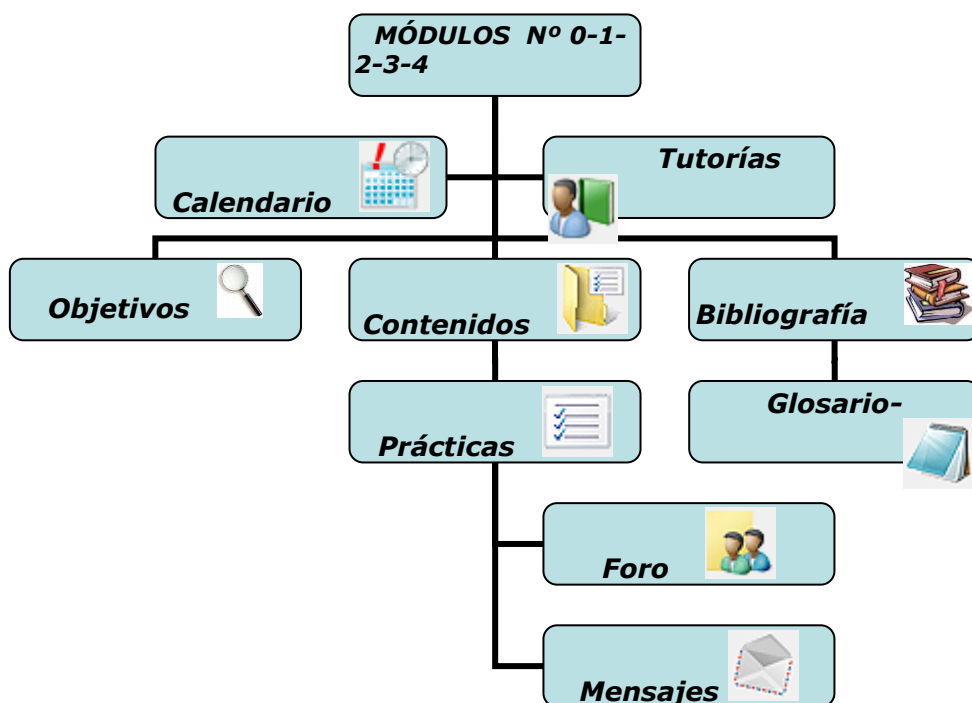 MÓDULOS Nº 0-1-
2-3-4
Calendario
Tutorías
Objetivos
Contenidos
Bibliografía
Prácticas
Glosario-
Foro
Mensajes